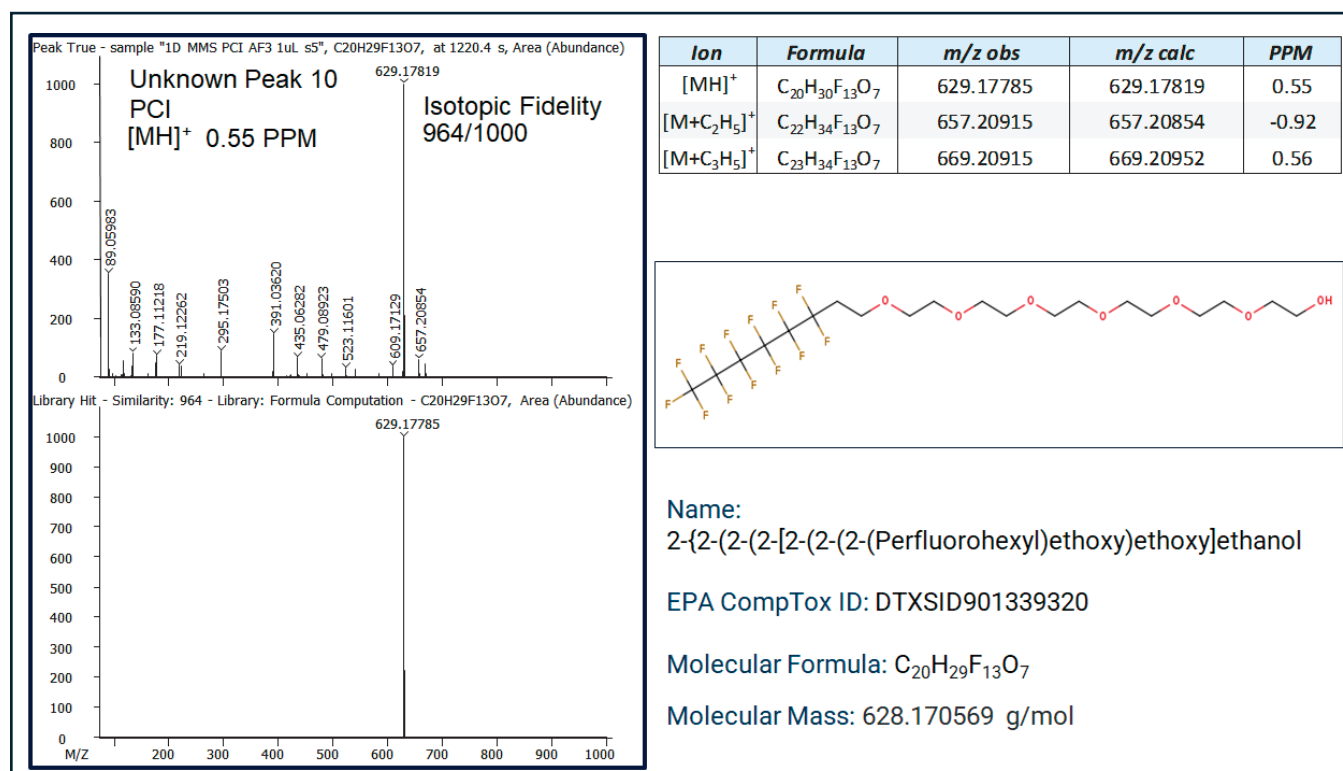 Peak True - sample "1D MMS PCI AF3 1uL s5", C20H29F13O7, at 1220.4 s, Area (Abundance)
Unknown Peak 10
PCI
[MH]⁺ 0.55 PPM
Isotopic Fidelity
964/1000
1000
800
600
400
200
0
89.05983
133.08590
177.11218
219.12262
295.17503
391.03620
435.06282
479.08923
523.11601
609.17129
629.17819
657.20854
Library Hit - Similarity: 964 - Library: Formula Computation - C20H29F13O7, Area (Abundance)
629.17785
1000
900
800
700
600
500
400
300
200
100
0
M/Z 200 300 400 500 600 700 800 900 1000
Ion Formula m/z obs m/z calc PPM
[MH]⁺ C₂₀H₃₀F₁₃O₇ 629.17785 629.17819 0.55
[M+C₂H₅]⁺ C₂₂H₃₄F₁₃O₇ 657.20915 657.20854 -0.92
[M+C₃H₅]⁺ C₂₃H₃₄F₁₃O₇ 669.20915 669.20952 0.56
F F F F F F F F F F F F F O O O O O O OH
Name:
2-{2-(2-(2-[2-(2-(2-(Perfluorohexyl)ethoxy)ethoxy]ethanol
EPA CompTox ID: DTXSID901339320
Molecular Formula: C₂₀H₂₉F₁₃O₇
Molecular Mass: 628.170569 g/mol